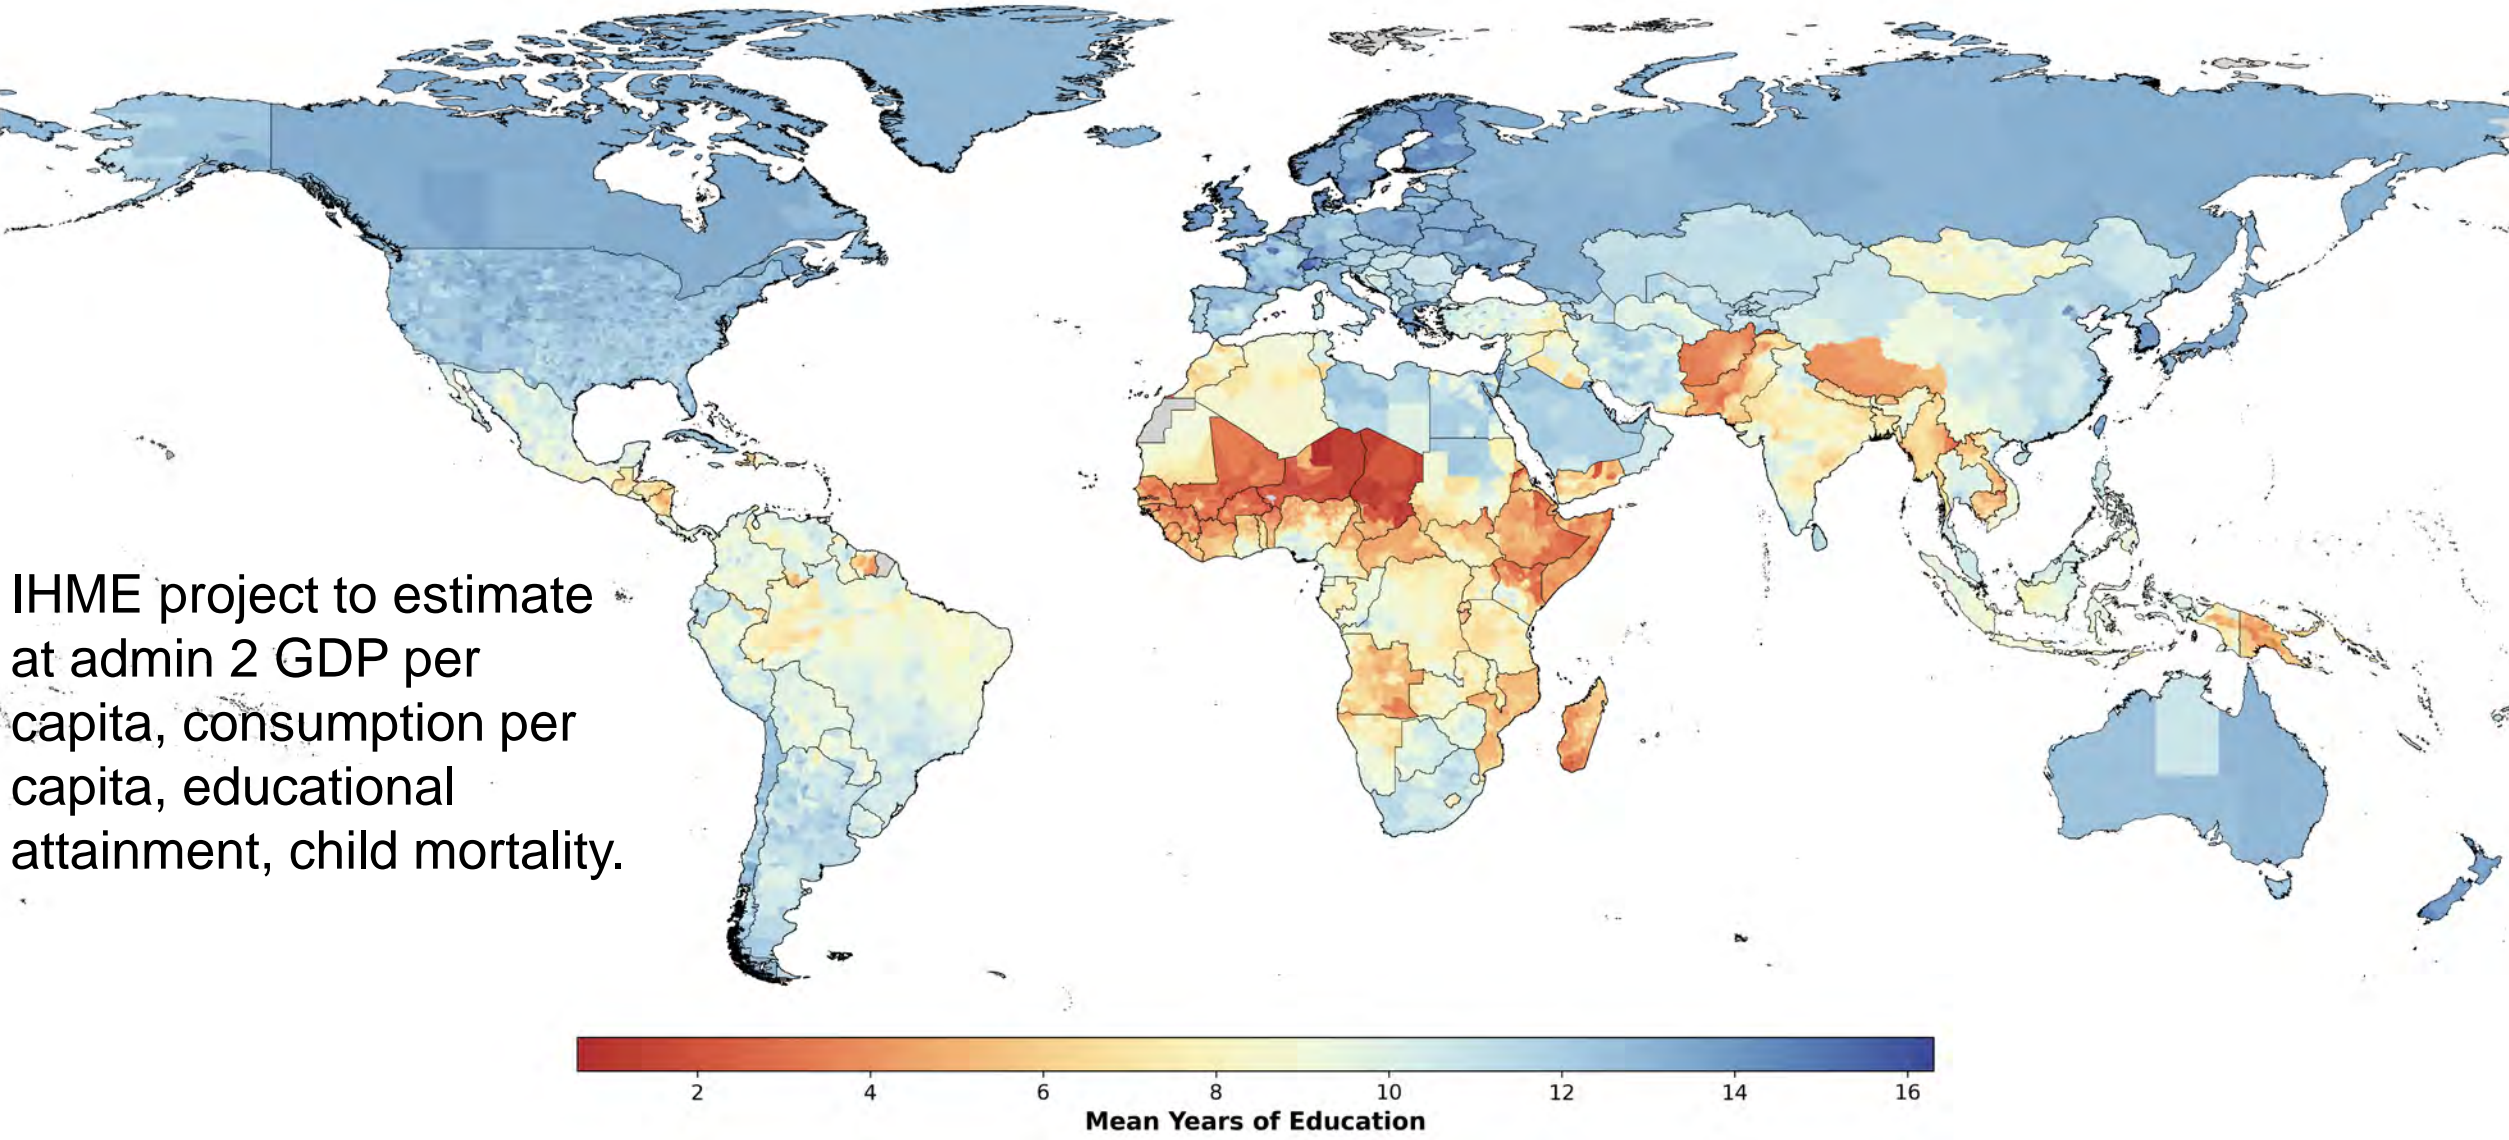 IHME project to estimate
at admin 2 GDP per
capita, consumption per
capita, educational
attainment, child mortality.
2 4 6 8 10 12 14 16
Mean Years of Education